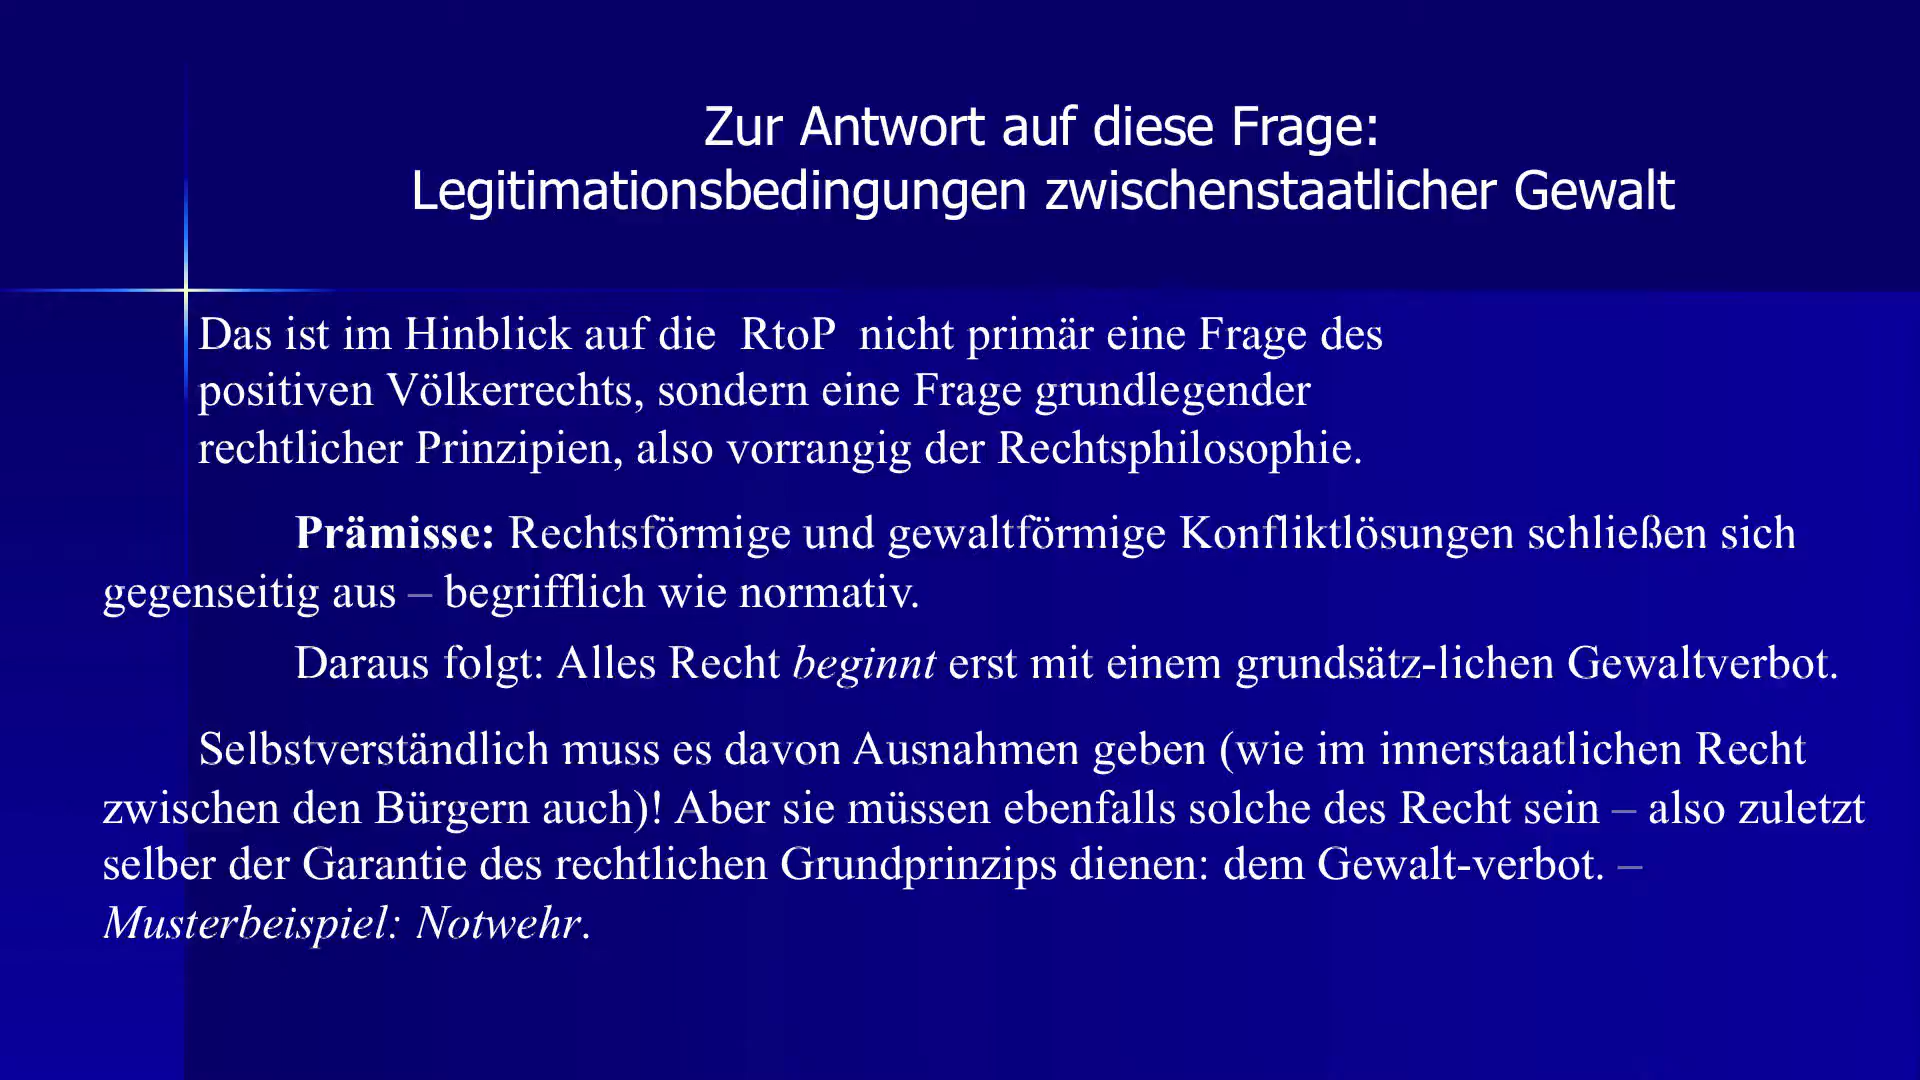 Zur Antwort auf diese Frage:
Legitimationsbedingungen zwischenstaatlicher Gewalt
Das ist im Hinblick auf die RtoP nicht primär eine Frage des
positiven Völkerrechts, sondern eine Frage grundlegender
rechtlicher Prinzipien, also vorrangig der Rechtsphilosophie.
Prämisse: Rechtsförmige und gewaltförmige Konfliktlösungen schließen sich
gegenseitig aus – begrifflich wie normativ.
Daraus folgt: Alles Recht beginnt erst mit einem grundsätz-lichen Gewaltverbot.
Selbstverständlich muss es davon Ausnahmen geben (wie im innerstaatlichen Recht
zwischen den Bürgern auch)! Aber sie müssen ebenfalls solche des Recht sein – also zuletzt
selber der Garantie des rechtlichen Grundprinzips dienen: dem Gewalt-verbot. –
Musterbeispiel: Notwehr.